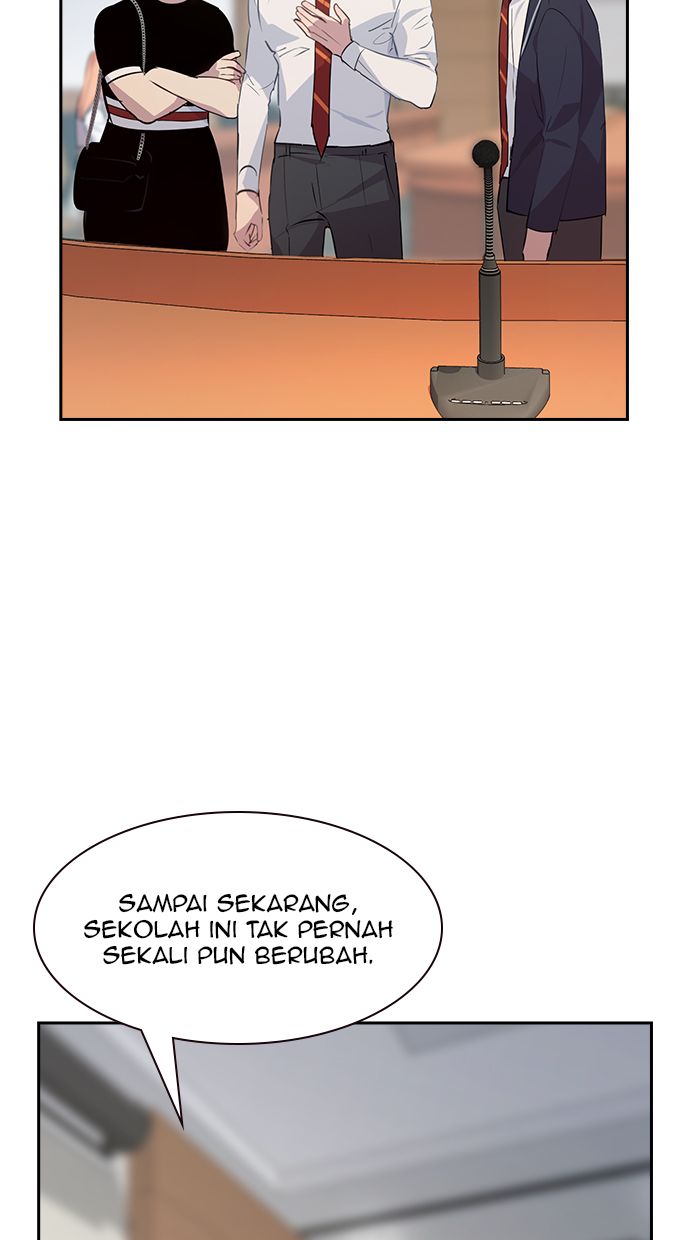 SAMPAI SEKARANG,
SEKOLAH INI TAK PERNAH
SEKALI PUN BERUBAH.